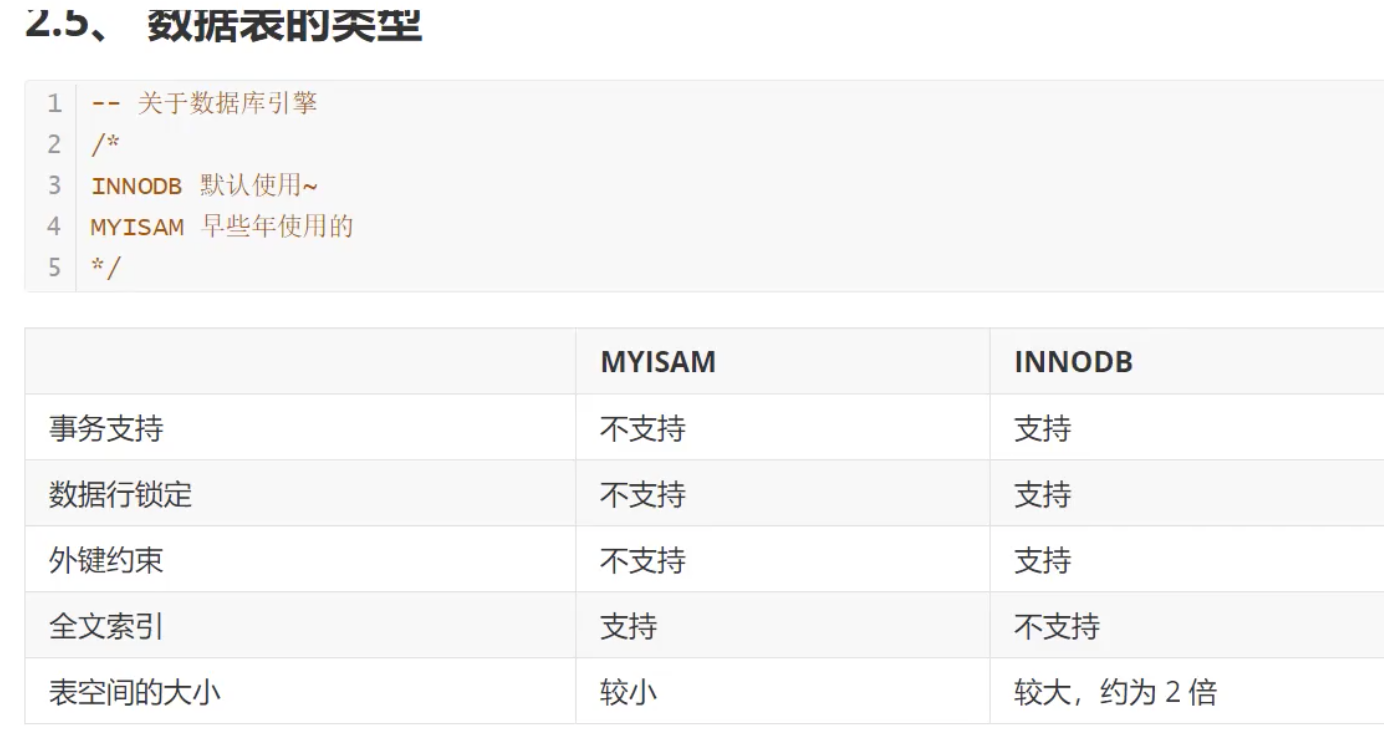 2.5、 数据表的类型
1 -- 关于数据库引擎
2 /*
3 INNODB 默认使用~
4 MYISAM 早些年使用的
5 */
MYISAM INNODB
事务支持 不支持 支持
数据行锁定 不支持 支持
外键约束 不支持 支持
全文索引 支持 不支持
表空间的大小 较小 较大，约为 2 倍